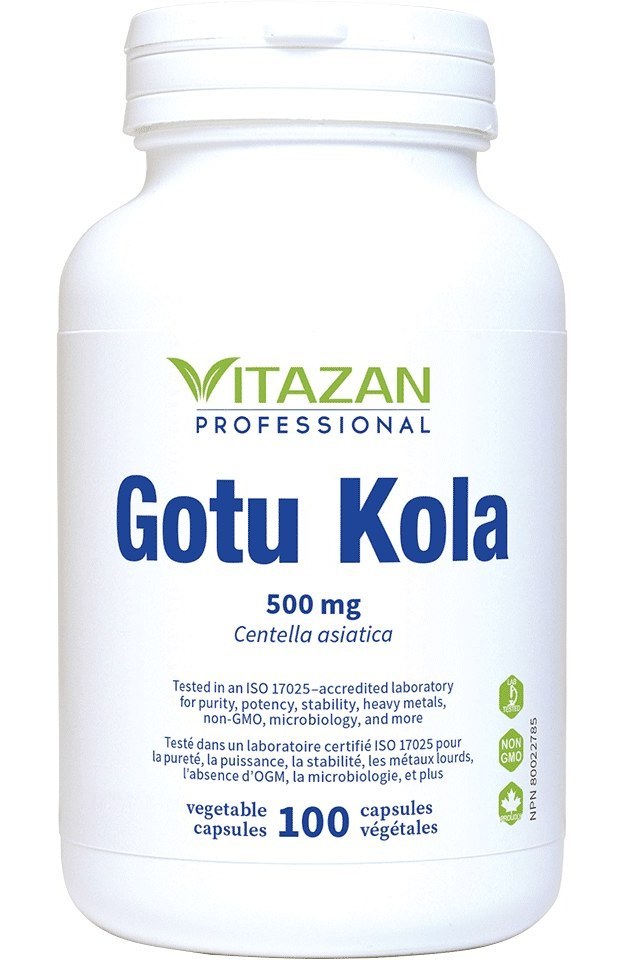 VITAZAN
PROFESSIONAL
Gotu Kola
500 mg
Centella asiatica
Tested in an ISO 17025–accredited laboratory
for purity, potency, stability, heavy metals,
non-GMO, microbiology, and more
Testé dans un laboratoire certifié ISO 17025 pour
la pureté, la puissance, la stabilité, les métaux lourds,
l'absence d'OGM, la microbiologie, et plus
vegetable capsules 100 capsules végétales
LAB
TESTED
NON
GMO
PROUDLY
NPN 80022785